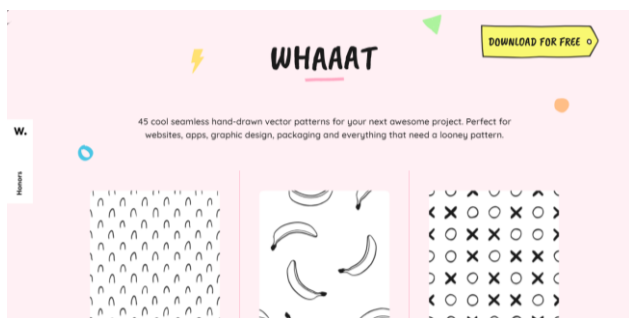 DOWNLOAD FOR FREE
WHAAAT
45 cool seamless hand-drawn vector patterns for your next awesome project. Perfect for
websites, apps, graphic design, packaging and everything that need a looney pattern.
W.
Honors